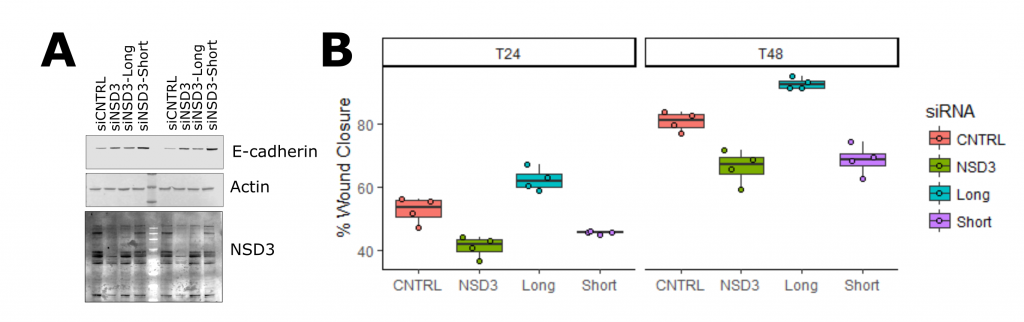 A
siCNTRL
siNSD3
siNSD3-Long
siNSD3-Short
siCNTRL
siNSD3
siNSD3-Long
siNSD3-Short
E-cadherin
Actin
NSD3
B
T24
T48
% Wound Closure
80
60
40
CNTRL NSD3 Long Short
CNTRL NSD3 Long Short
siRNA
CNTRL
NSD3
Long
Short